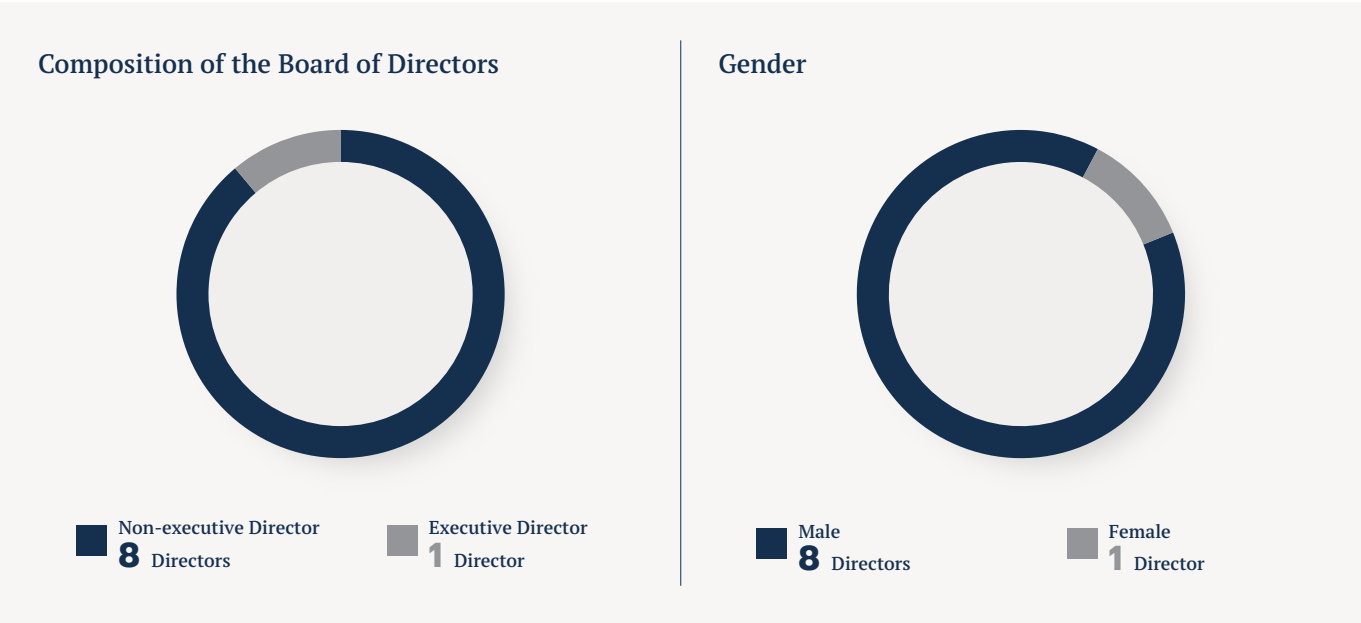 Composition of the Board of Directors
Non-executive Director
8 Directors
Executive Director
1 Director
Gender
Male
8 Directors
Female
1 Director